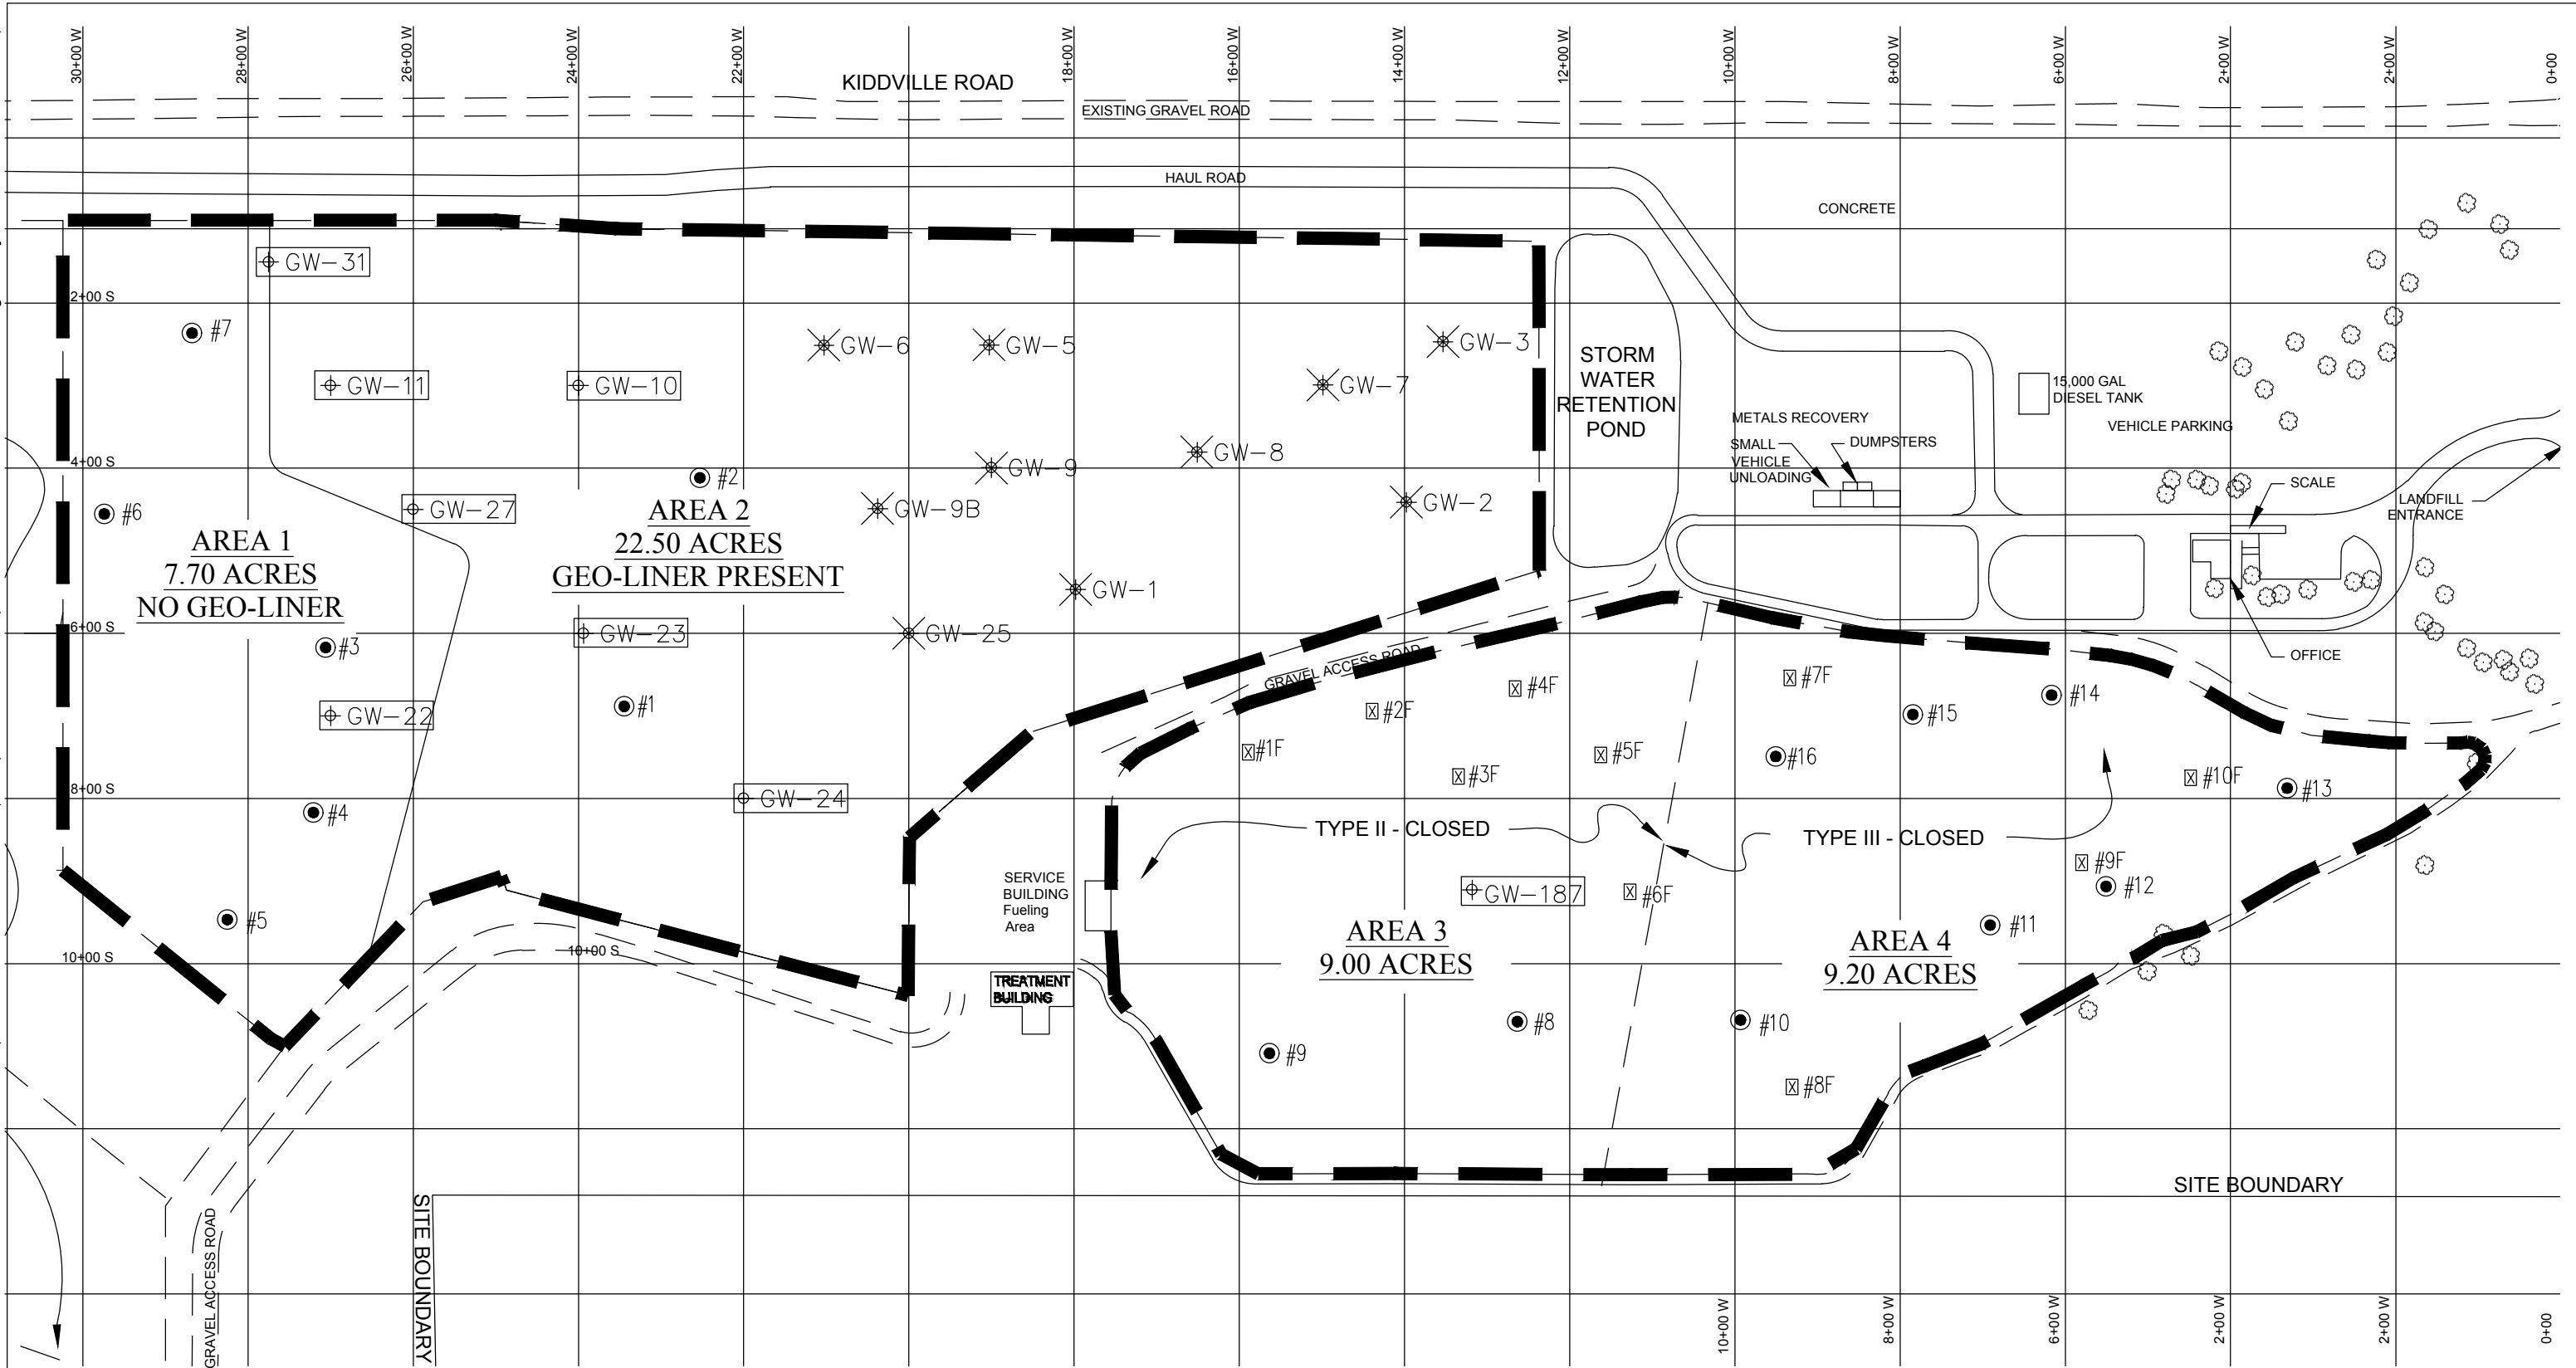 30+00 W
28+00 W
26+00 W
24+00 W
22+00 W
18+00 W
16+00 W
14+00 W
12+00 W
10+00 W
8+00 W
6+00 W
2+00 W
2+00 W
0+00
KIDDVILLE ROAD
EXISTING GRAVEL ROAD
HAUL ROAD
CONCRETE
GW-31
2+00 S
#7
GW-6
GW-5
GW-3
GW-11
GW-10
GW-7
STORM
WATER
RETENTION
POND
15,000 GAL
DIESEL TANK
METALS RECOVERY
VEHICLE PARKING
SMALL
VEHICLE
UNLOADING
DUMPSTERS
4+00 S
#2
GW-9
GW-8
SCALE
LANDFILL
ENTRANCE
#6
GW-27
AREA 2
22.50 ACRES
GEO-LINER PRESENT
GW-9B
GW-2
AREA 1
7.70 ACRES
NO GEO-LINER
GW-1
6+00 S
#3
GW-23
GW-25
GRAVEL ACCESS ROAD
OFFICE
GW-22
#1
#2F
#4F
#7F
#15
#14
#1F
#3F
#5F
#16
#10F
#13
8+00 S
#4
GW-24
TYPE II - CLOSED
TYPE III - CLOSED
SERVICE
BUILDING
Fueling
Area
GW-187
#6F
#9F
#12
#5
AREA 3
9.00 ACRES
AREA 4
9.20 ACRES
#11
10+00 S
10+00 S
TREATMENT
BUILDING
#9
#8
#10
#8F
SITE BOUNDARY
SITE BOUNDARY
GRAVEL ACCESS ROAD
10+00 W
8+00 W
6+00 W
2+00 W
2+00 W
0+00